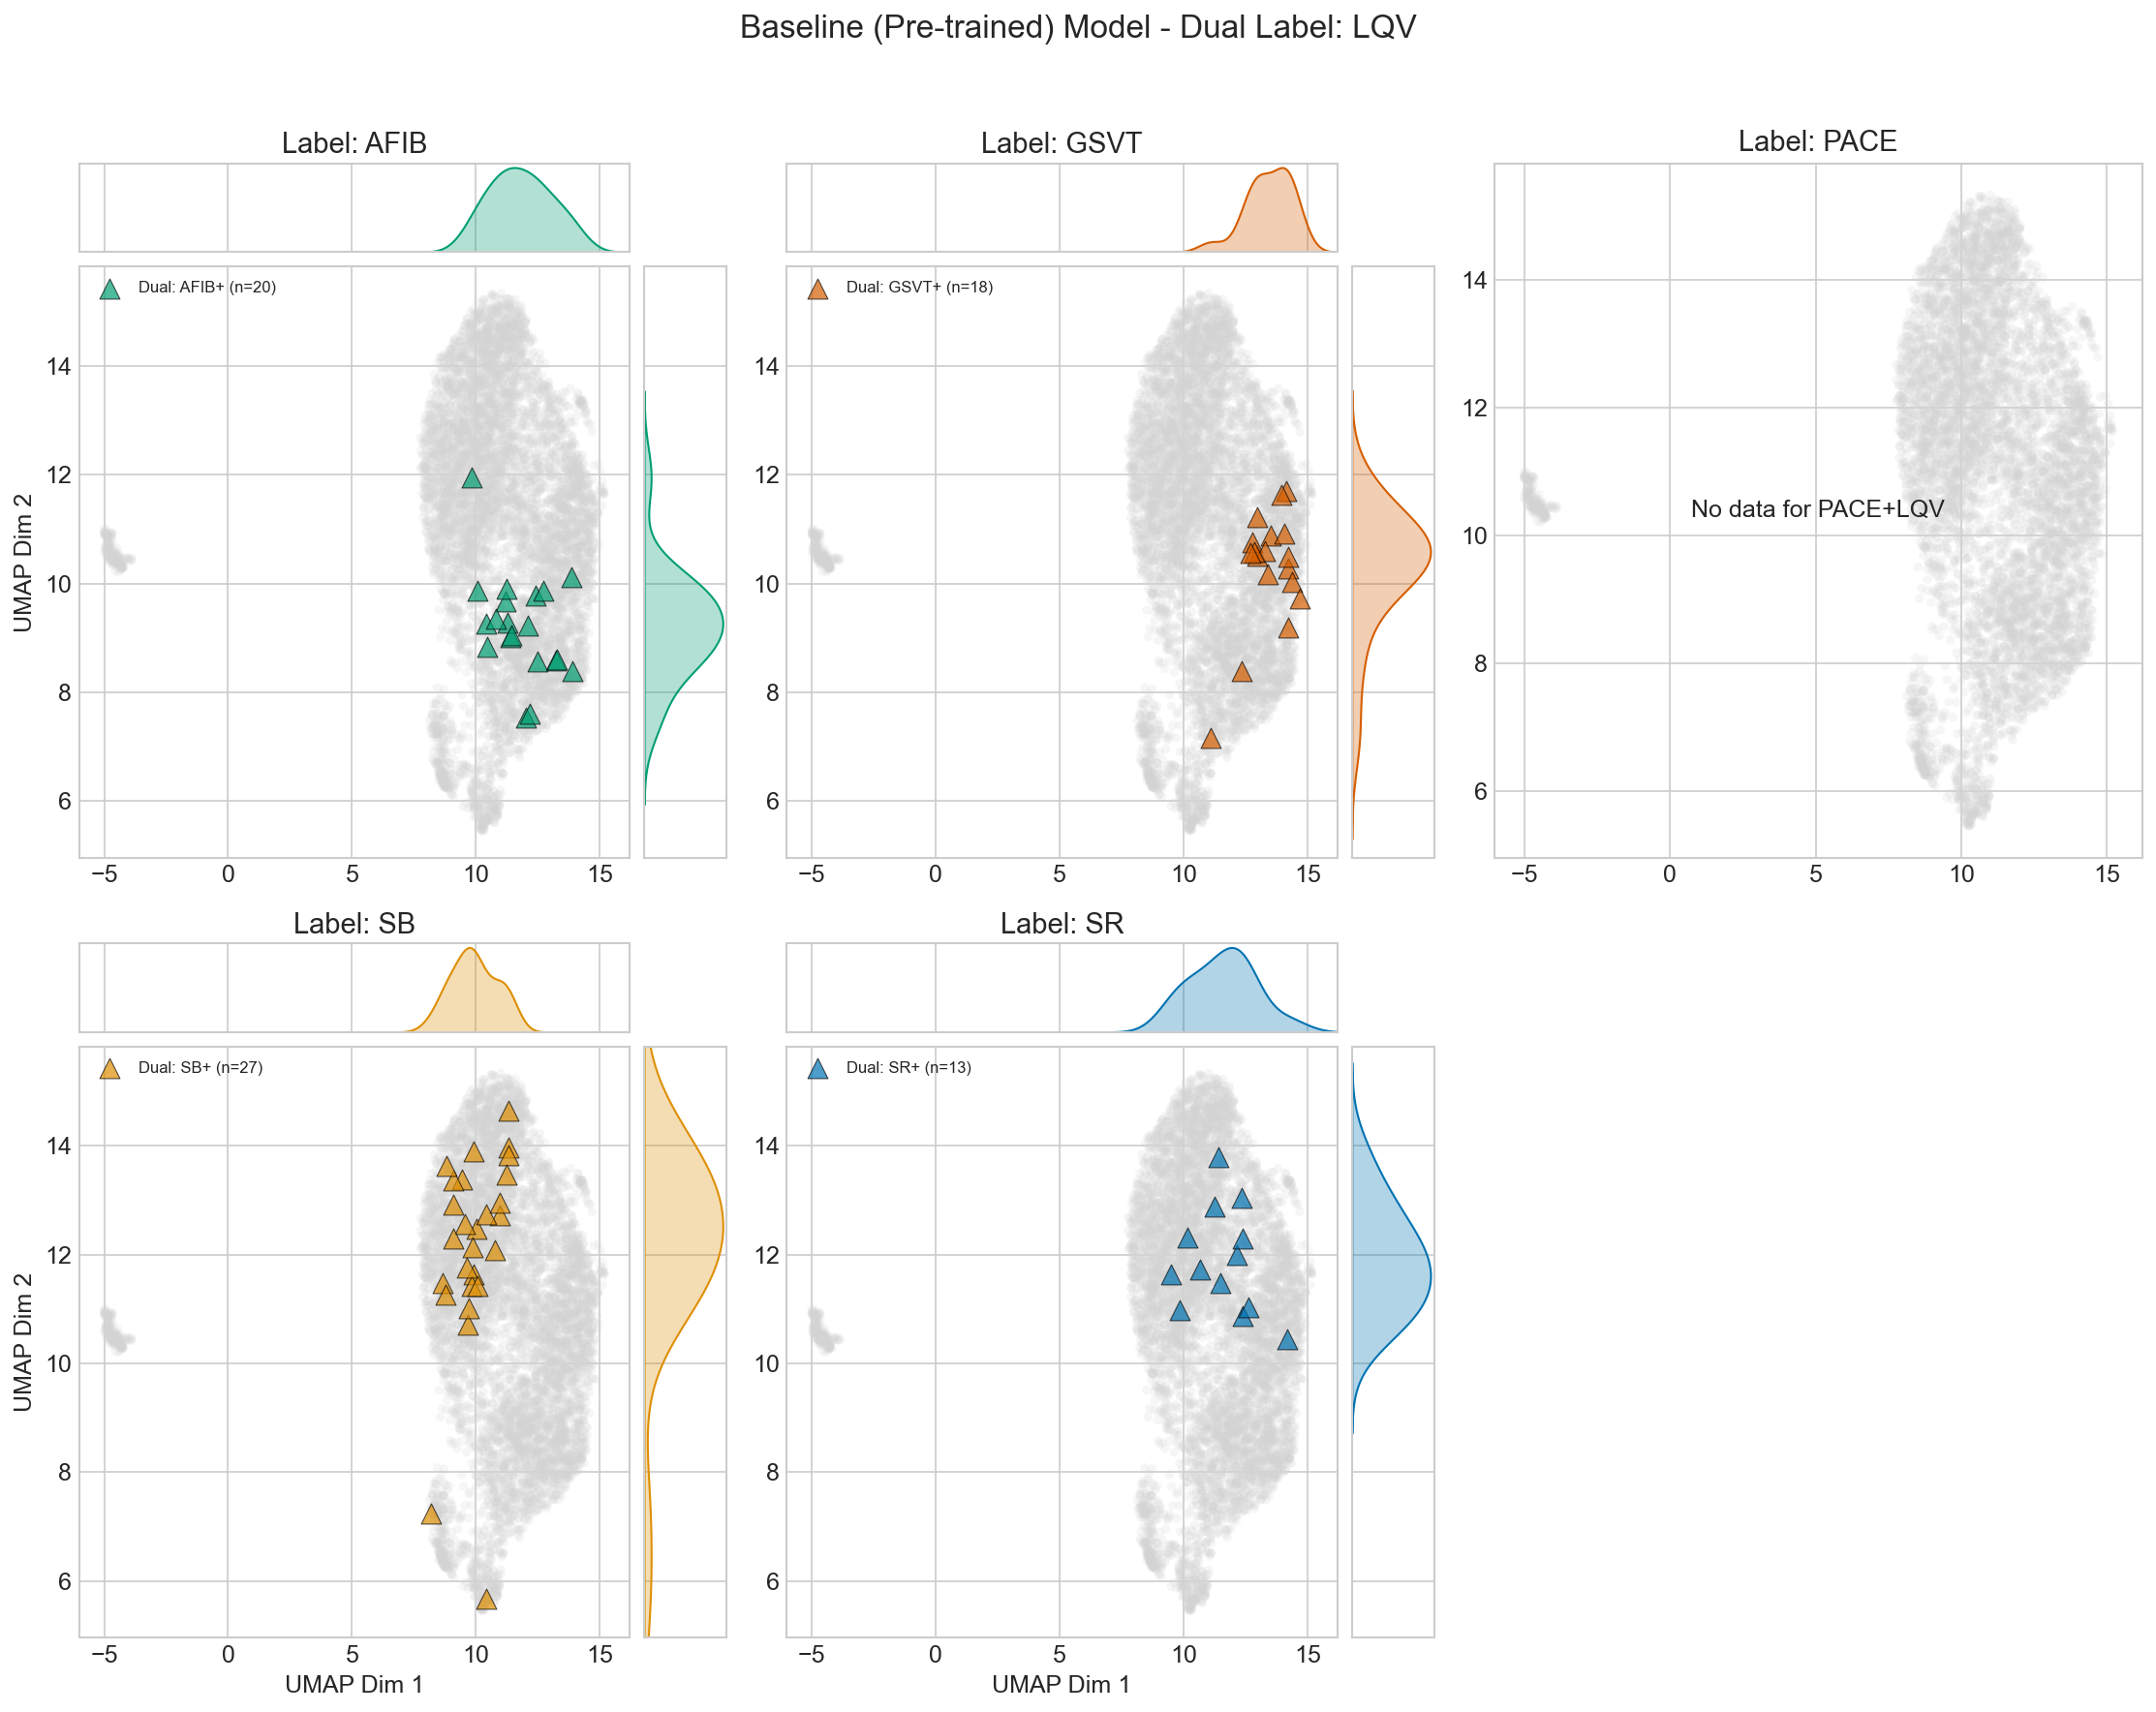 Baseline (Pre-trained) Model - Dual Label: LQV
Label: AFIB
Label: GSVT
Label: PACE
Dual: AFIB+ (n=20)
Dual: GSVT+ (n=18)
No data for PACE+LQV
UMAP Dim 2
14
12
10
8
6
−5 0 5 10 15
14
12
10
8
6
−5 0 5 10 15
14
12
10
8
6
−5 0 5 10 15
Label: SB
Label: SR
Dual: SB+ (n=27)
Dual: SR+ (n=13)
UMAP Dim 2
14
12
10
8
6
−5 0 5 10 15
UMAP Dim 1
14
12
10
8
6
−5 0 5 10 15
UMAP Dim 1